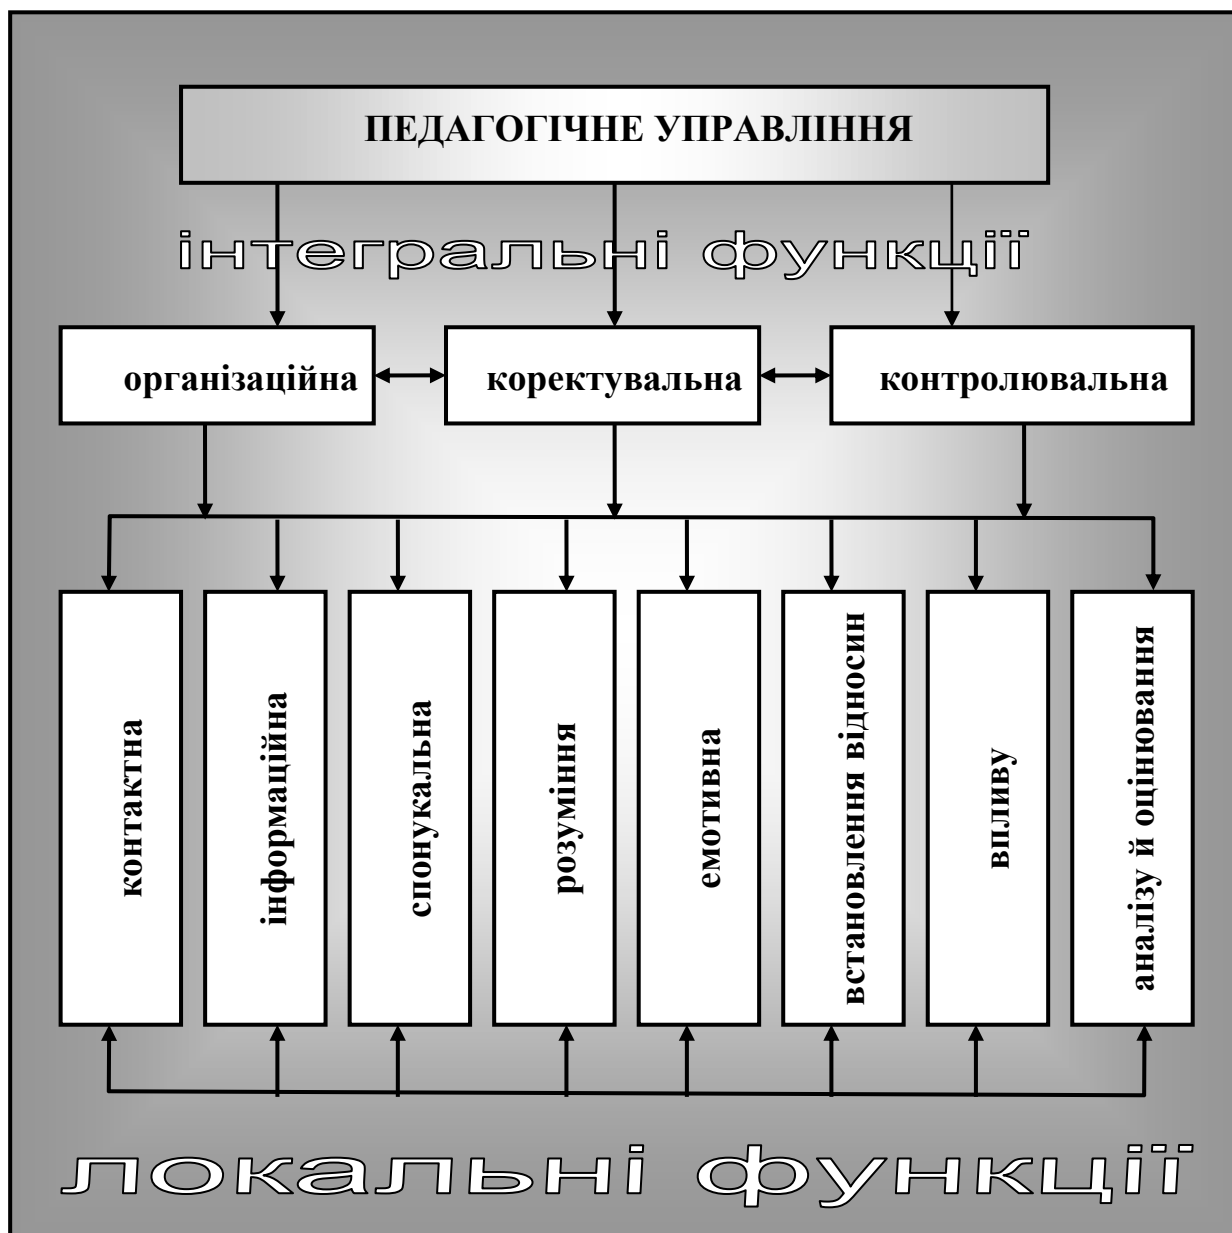 ПЕДАГОГІЧНЕ УПРАВЛІННЯ
інтегральні функції
організаційна
коректувальна
контролювальна
контактна
інформаційна
спонукальна
розуміння
емотивна
встановлення відносин
впливу
аналізу й оцінювання
локальні функції